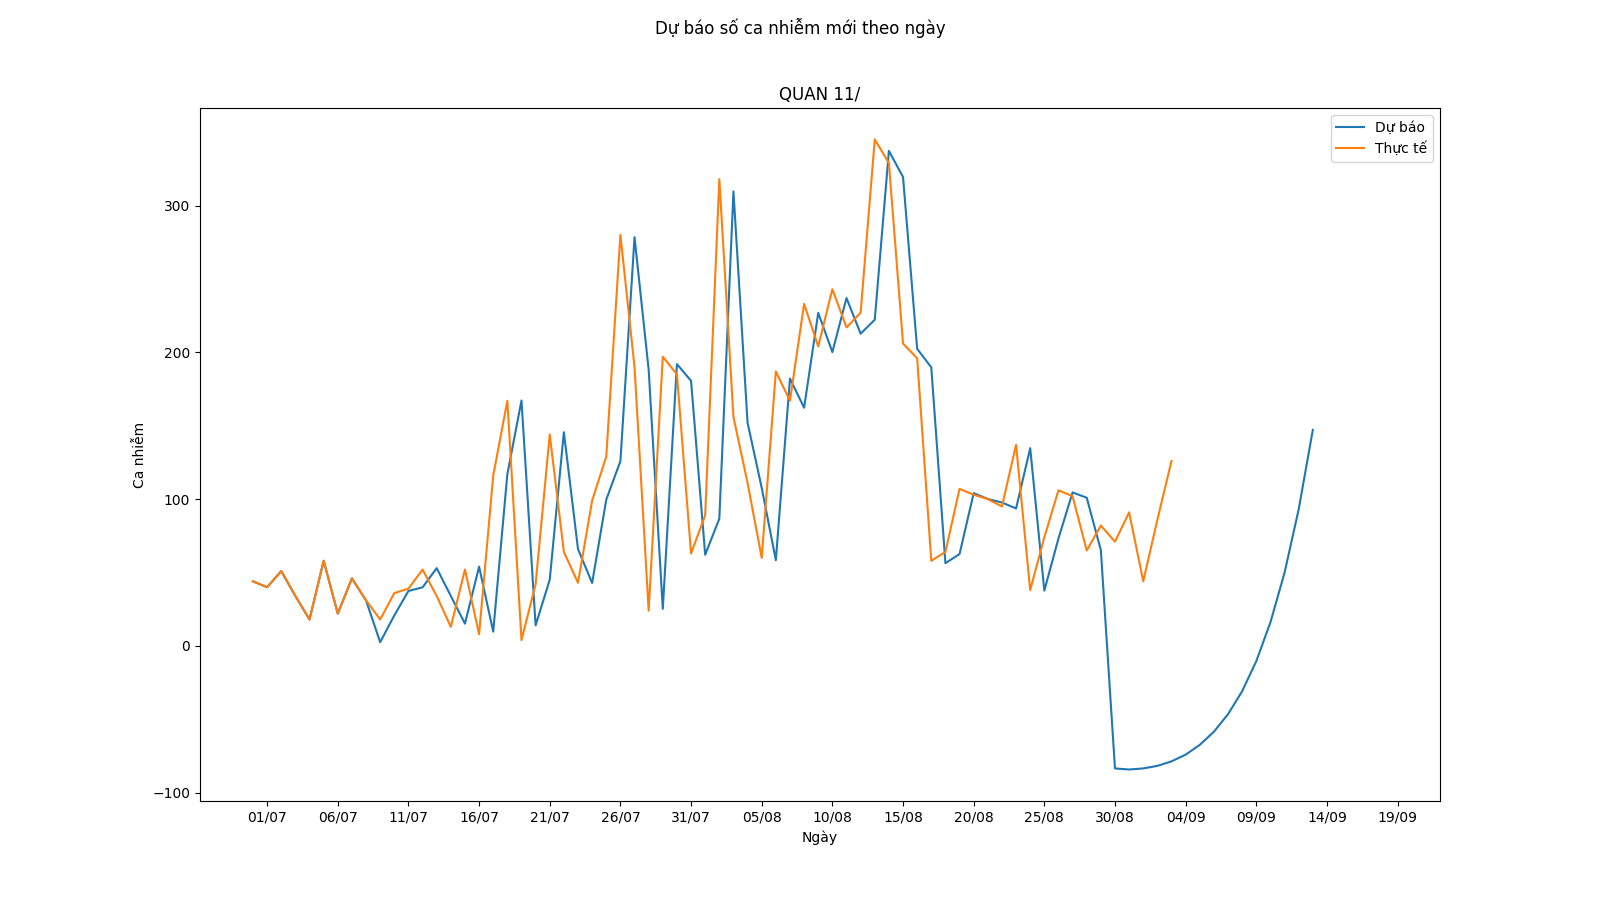 Dự báo số ca nhiễm mới theo ngày
QUAN 11/
Dự báo
Thực tế
Ca nhiễm
300
200
100
0
−100
01/07 06/07 11/07 16/07 21/07 26/07 31/07 05/08 10/08 15/08 20/08 25/08 30/08 04/09 09/09 14/09 19/09
Ngày